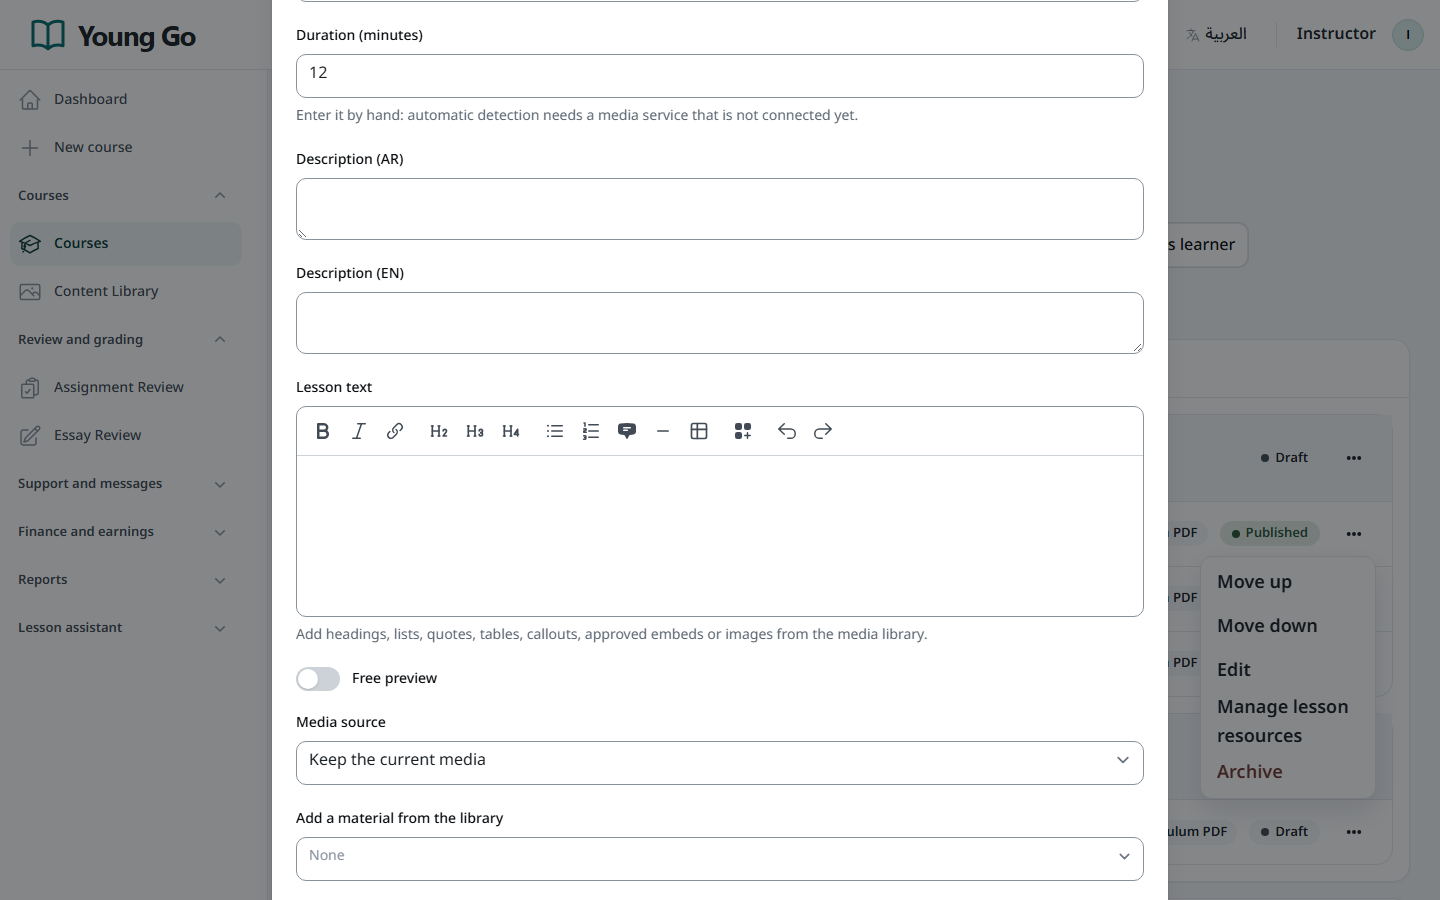 Young Go
العربية
Instructor
I
Dashboard
New course
Courses
Courses
Content Library
Review and grading
Assignment Review
Essay Review
Support and messages
Finance and earnings
Reports
Lesson assistant
Duration (minutes)
12
Enter it by hand: automatic detection needs a media service that is not connected yet.
Description (AR)
Description (EN)
Lesson text
B I H2 H3 H4
Add headings, lists, quotes, tables, callouts, approved embeds or images from the media library.
Free preview
Media source
Keep the current media
Add a material from the library
None
s learner
Draft
PDF
Published
PDF
PDF
Move up
Move down
Edit
Manage lesson
resources
Archive
ulum PDF
Draft